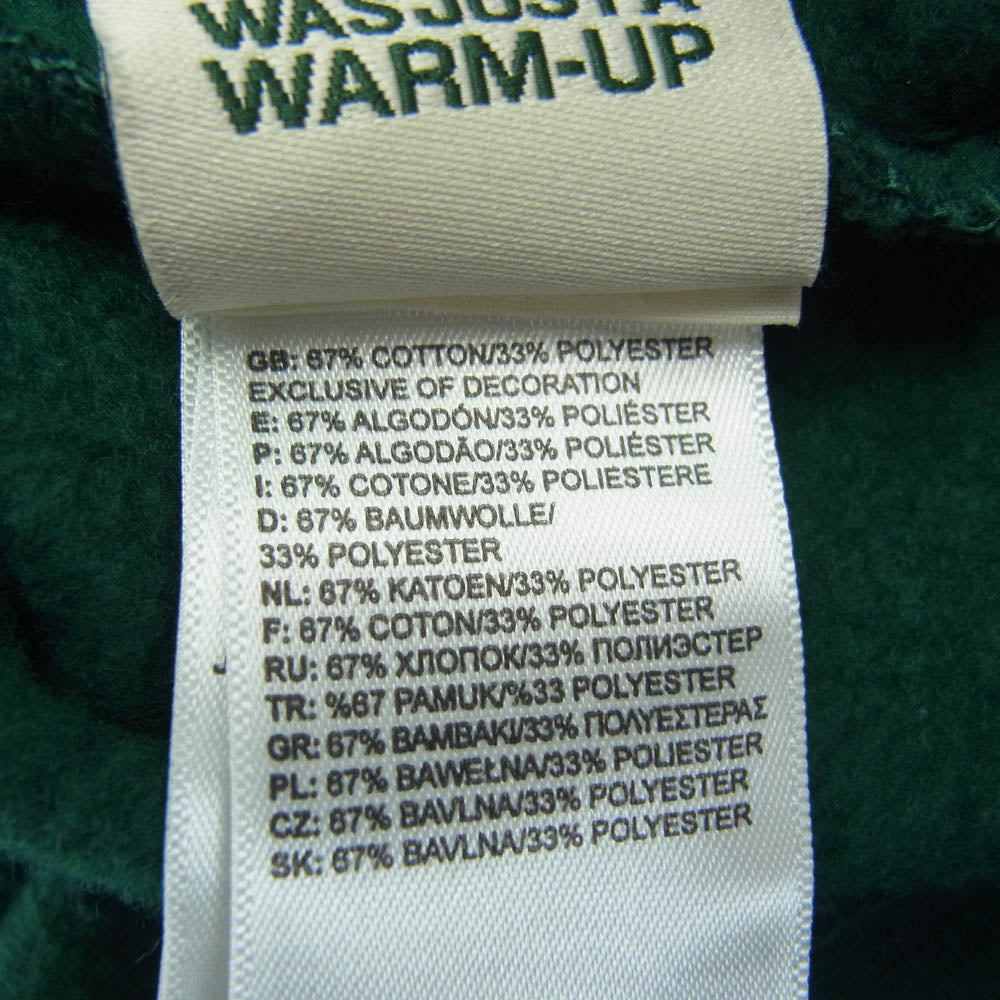 WAS JUST A
WARM-UP
GB: 67% COTTON/33% POLYESTER
EXCLUSIVE OF DECORATION
E: 67% ALGODÓN/33% POLIÉSTER
P: 67% ALGODÃO/33% POLIÉSTER
I: 67% COTONE/33% POLIESTERE
D: 67% BAUMWOLLE/
33% POLYESTER
NL: 67% KATOEN/33% POLYESTER
F: 67% COTON/33% POLYESTER
RU: 67% ХЛОПОК/33% ПОЛИЭСТЕР
TR: %67 PAMUK/%33 POLYESTER
GR: 67% ΒΑΜΒΑΚΙ/33% ΠΟΛΥΕΣΤΕΡΑΣ
PL: 67% BAWEŁNA/33% POLIESTER
CZ: 67% BAVLNA/33% POLYESTER
SK: 67% BAVLNA/33% POLYESTER